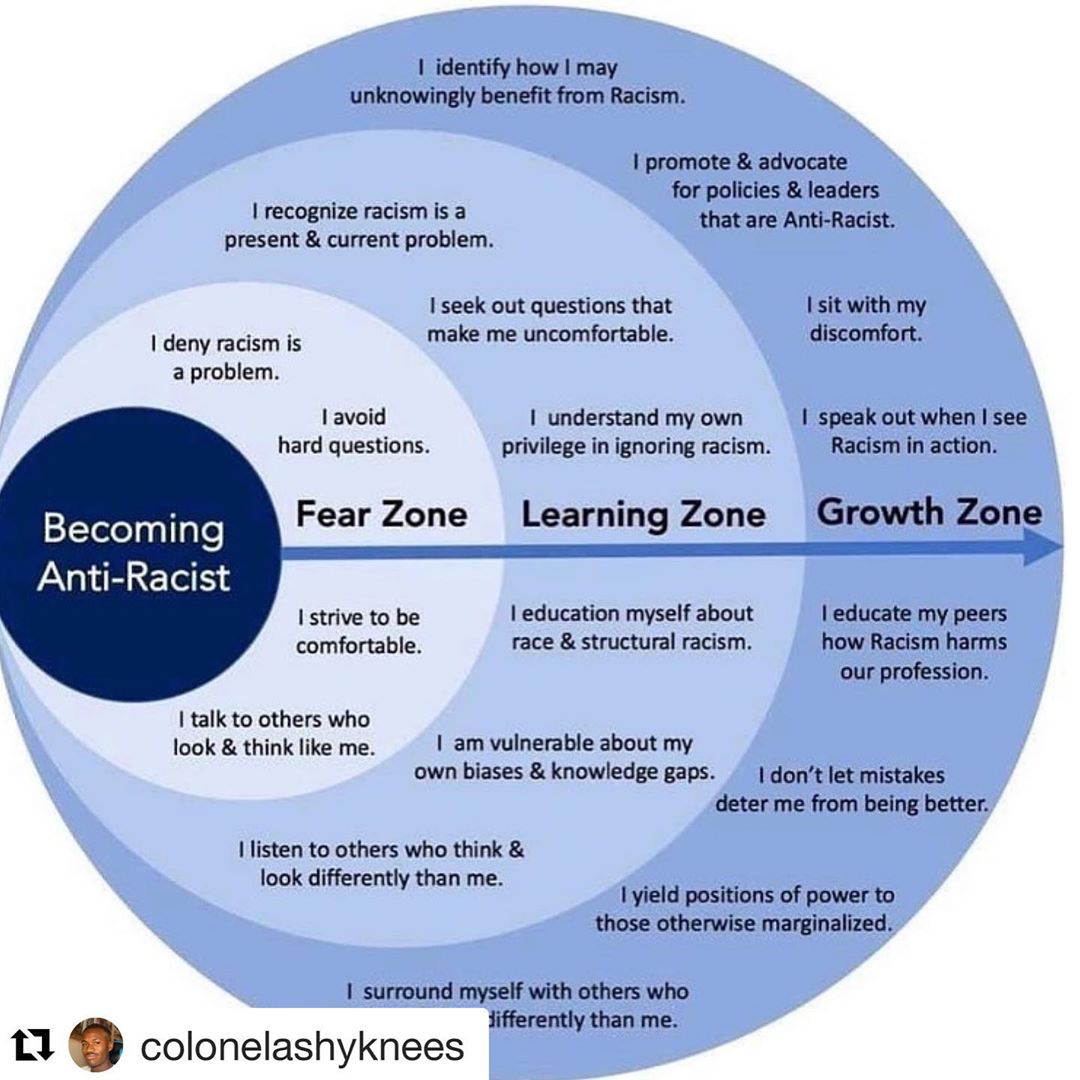 I identify how I may
unknowingly benefit from Racism.
I promote & advocate
for policies & leaders
that are Anti-Racist.
I recognize racism is a
present & current problem.
I seek out questions that
make me uncomfortable.
I sit with my
discomfort.
I deny racism is
a problem.
I avoid
hard questions.
I understand my own
privilege in ignoring racism.
I speak out when I see
Racism in action.
Becoming
Anti-Racist
Fear Zone
Learning Zone
Growth Zone
I strive to be
comfortable.
I education myself about
race & structural racism.
I educate my peers
how Racism harms
our profession.
I talk to others who
look & think like me.
I am vulnerable about my
own biases & knowledge gaps.
I don't let mistakes
deter me from being better.
I listen to others who think &
look differently than me.
I yield positions of power to
those otherwise marginalized.
I surround myself with others who
differently than me.
colonelashyknees